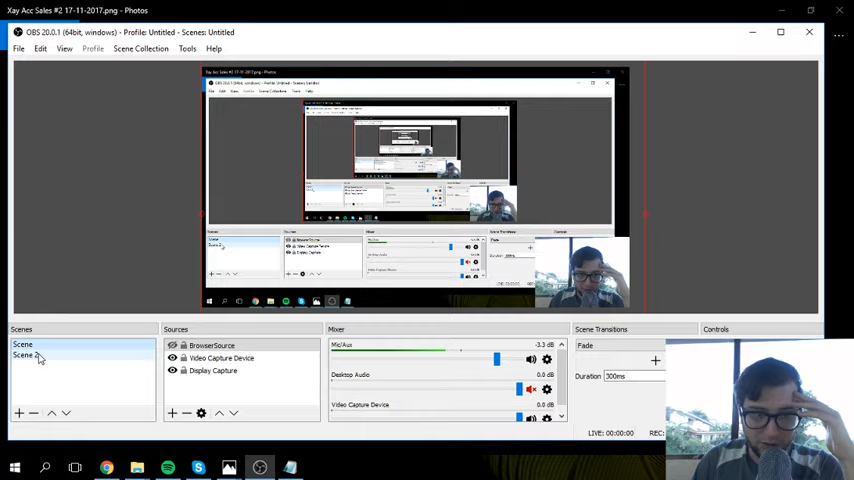 Xay Acc Sales #2 17-11-2017.png - Photos
OBS 20.0.1 (64bit, windows) - Profile: Untitled - Scenes: Untitled
File Edit View Profile Scene Collection Tools Help
Scenes
Sources
Mixer
Scene Transitions
Controls
Scene
Scene 2
BrowserSource
Video Capture Device
Display Capture
Mic/Aux
-3.3 dB
Desktop Audio
0.0 dB
Video Capture Device
0.0 dB
Fade
Duration 300ms
LIVE: 00:00:00
REC: